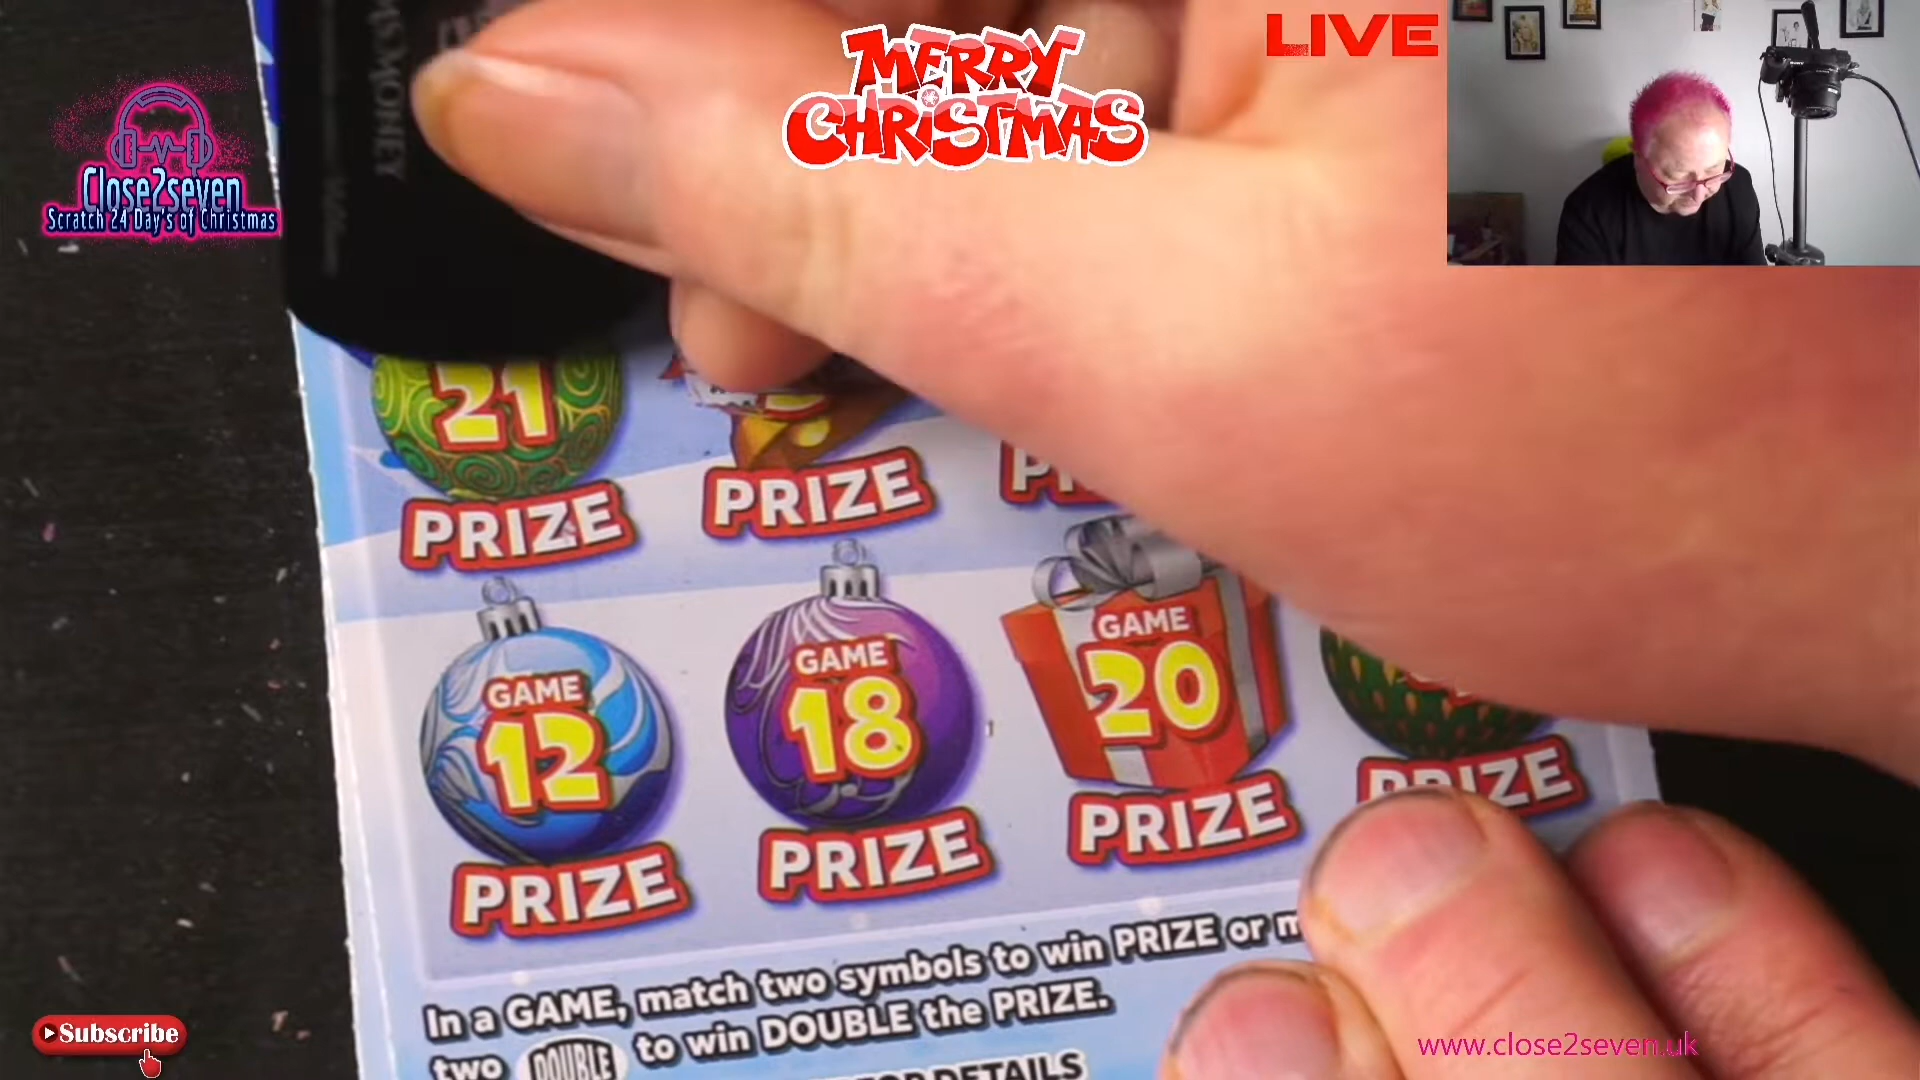 MERRY
CHRISTMAS
LIVE
Close2seven
Scratch 24 Day's of Christmas
21
PRIZE
PRIZE
GAME
12
PRIZE
GAME
18
PRIZE
GAME
20
PRIZE
PRIZE
In a GAME, match two symbols to win PRIZE or
two DOUBLE to win DOUBLE the PRIZE.
DETAILS
Subscribe
www.close2seven.uk